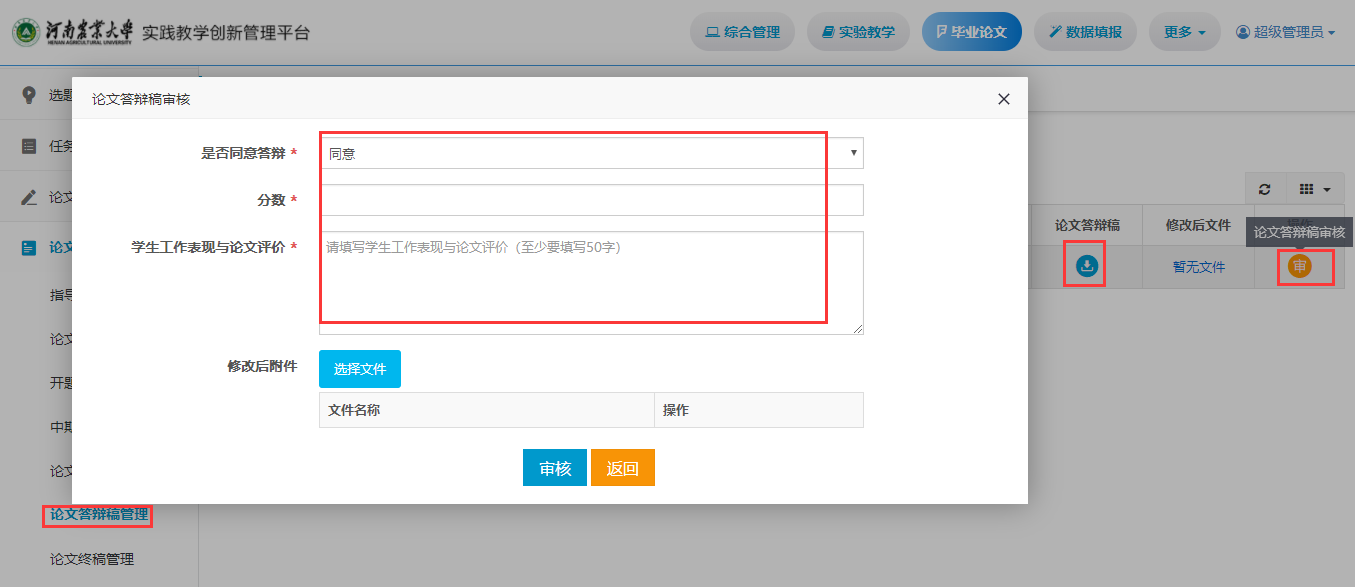 河南农业大学
HENAN AGRICULTURAL UNIVERSITY
实践教学创新管理平台
综合管理
实验教学
毕业论文
数据填报
更多
超级管理员
选题
任务
论文
论文
指导
论文
开题
中期
论文
论文答辩稿管理
论文终稿管理
论文答辩稿审核
是否同意答辩 *
同意
分数 *
学生工作表现与论文评价 *
请填写学生工作表现与论文评价（至少要填写50字）
修改后附件
选择文件
文件名称 操作
审核 返回
论文答辩稿 修改后文件
论文答辩稿审核
暂无文件 审